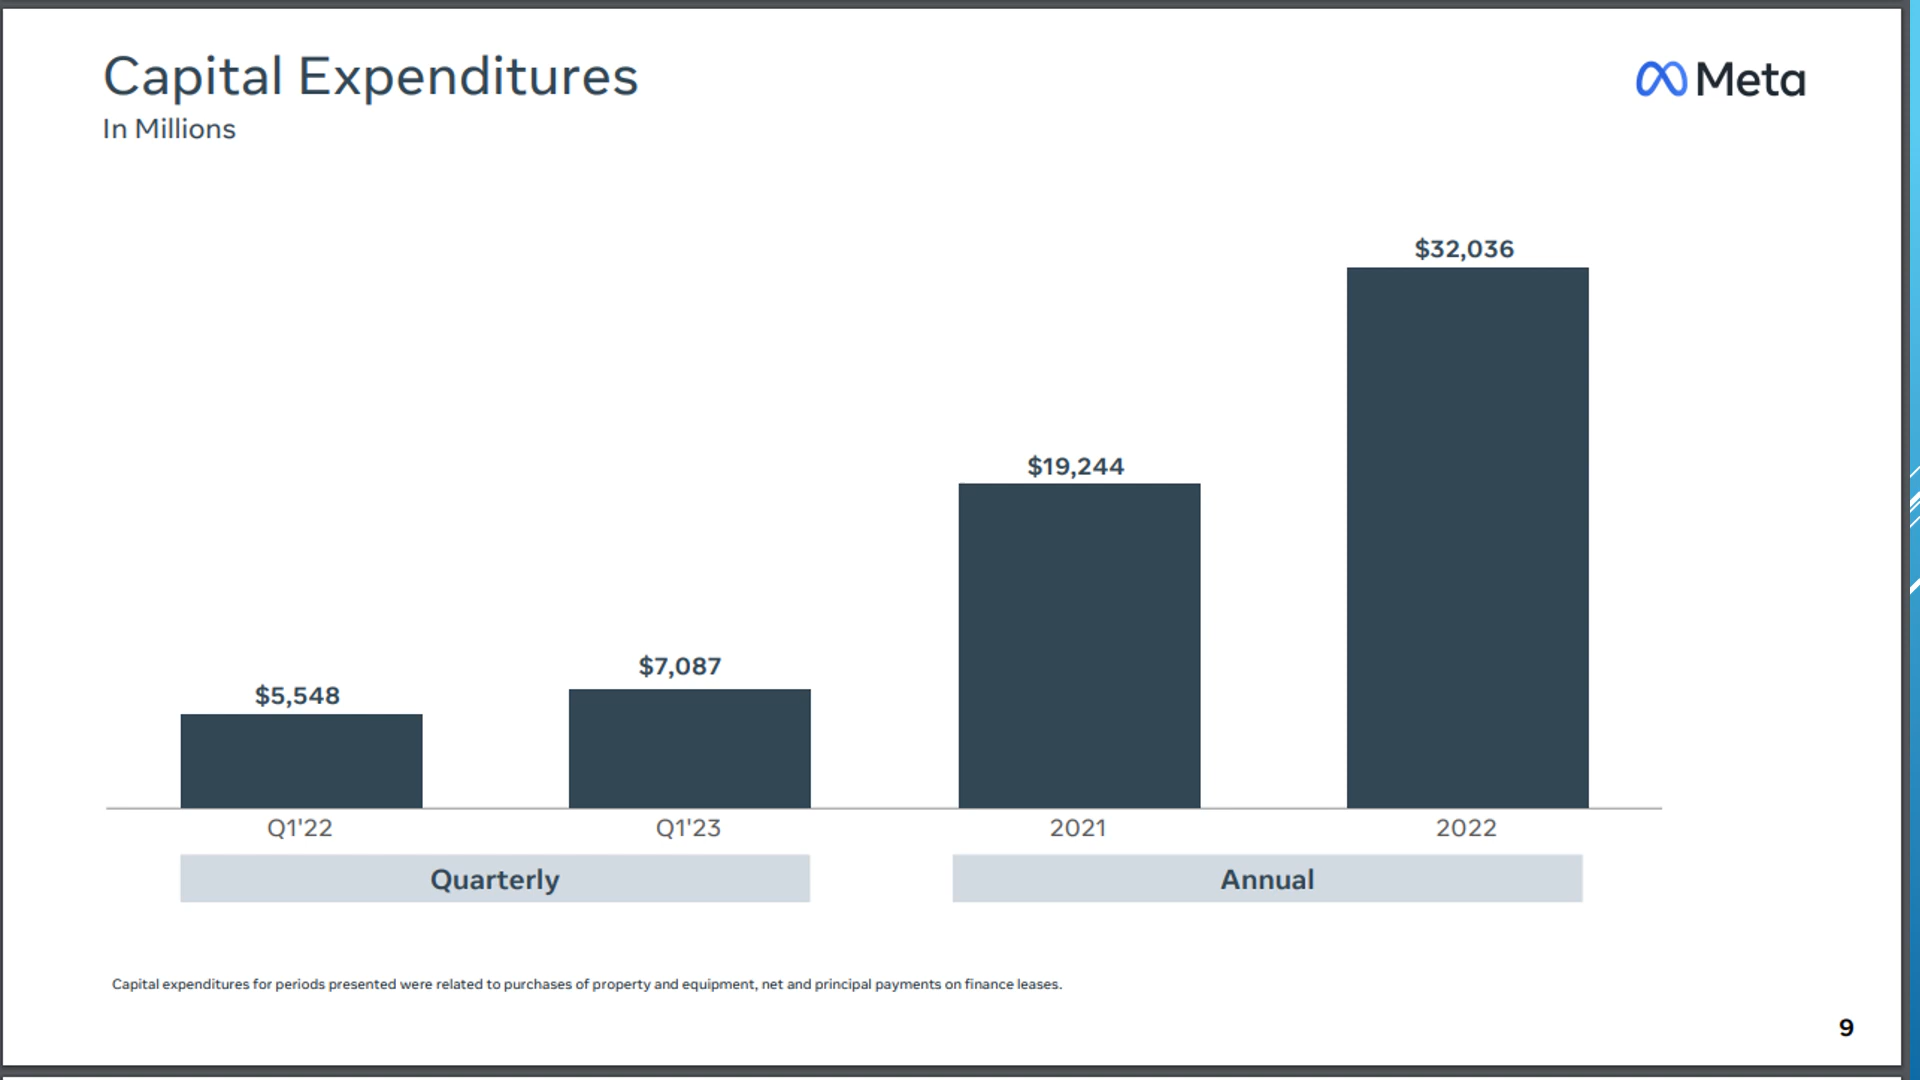 Capital Expenditures
In Millions
Meta
$5,548
$7,087
$19,244
$32,036
Q1'22
Q1'23
2021
2022
Quarterly
Annual
Capital expenditures for periods presented were related to purchases of property and equipment, net and principal payments on finance leases.
9